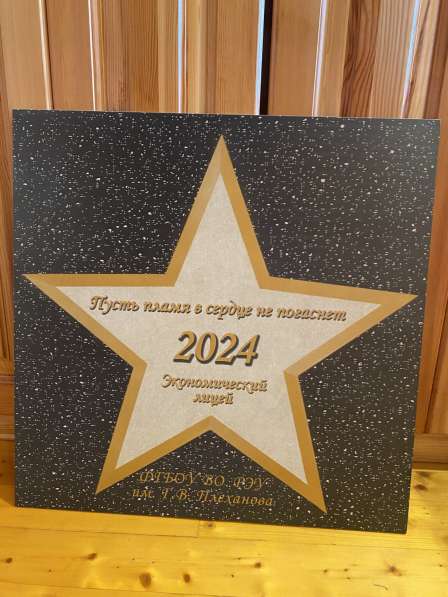 Пусть пламя в сердце не погаснет
2024
Экономический
лицей
ФГБОУ ВО РЭУ
им. Г. В. Плеханова